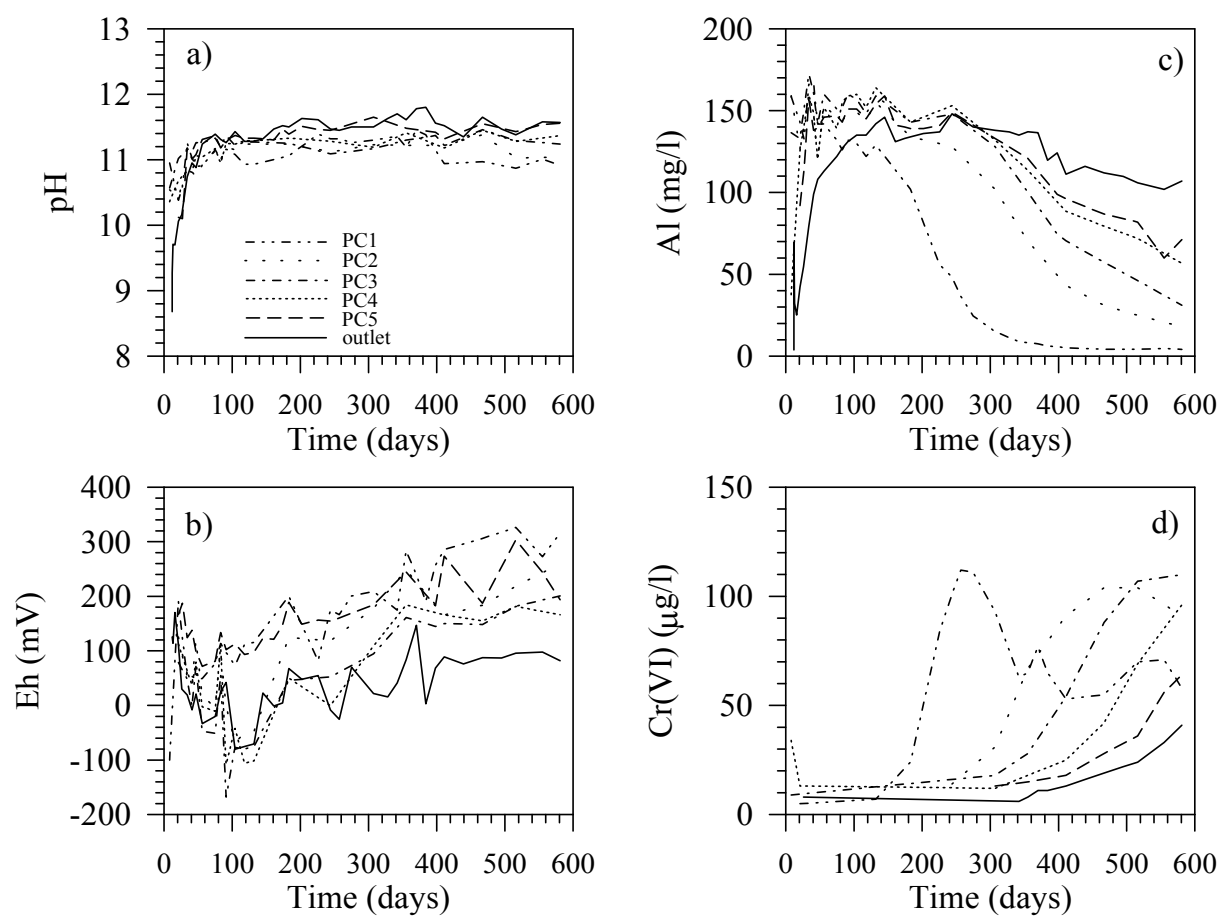 13
12
11
10
9
8
pH
a)
PC1
PC2
PC3
PC4
PC5
outlet
0 100 200 300 400 500 600
Time (days)
200
150
100
50
0
Al (mg/l)
c)
0 100 200 300 400 500 600
Time (days)
400
300
200
100
0
-100
-200
Eh (mV)
b)
0 100 200 300 400 500 600
Time (days)
150
100
50
0
Cr(VI) (µg/l)
d)
0 100 200 300 400 500 600
Time (days)